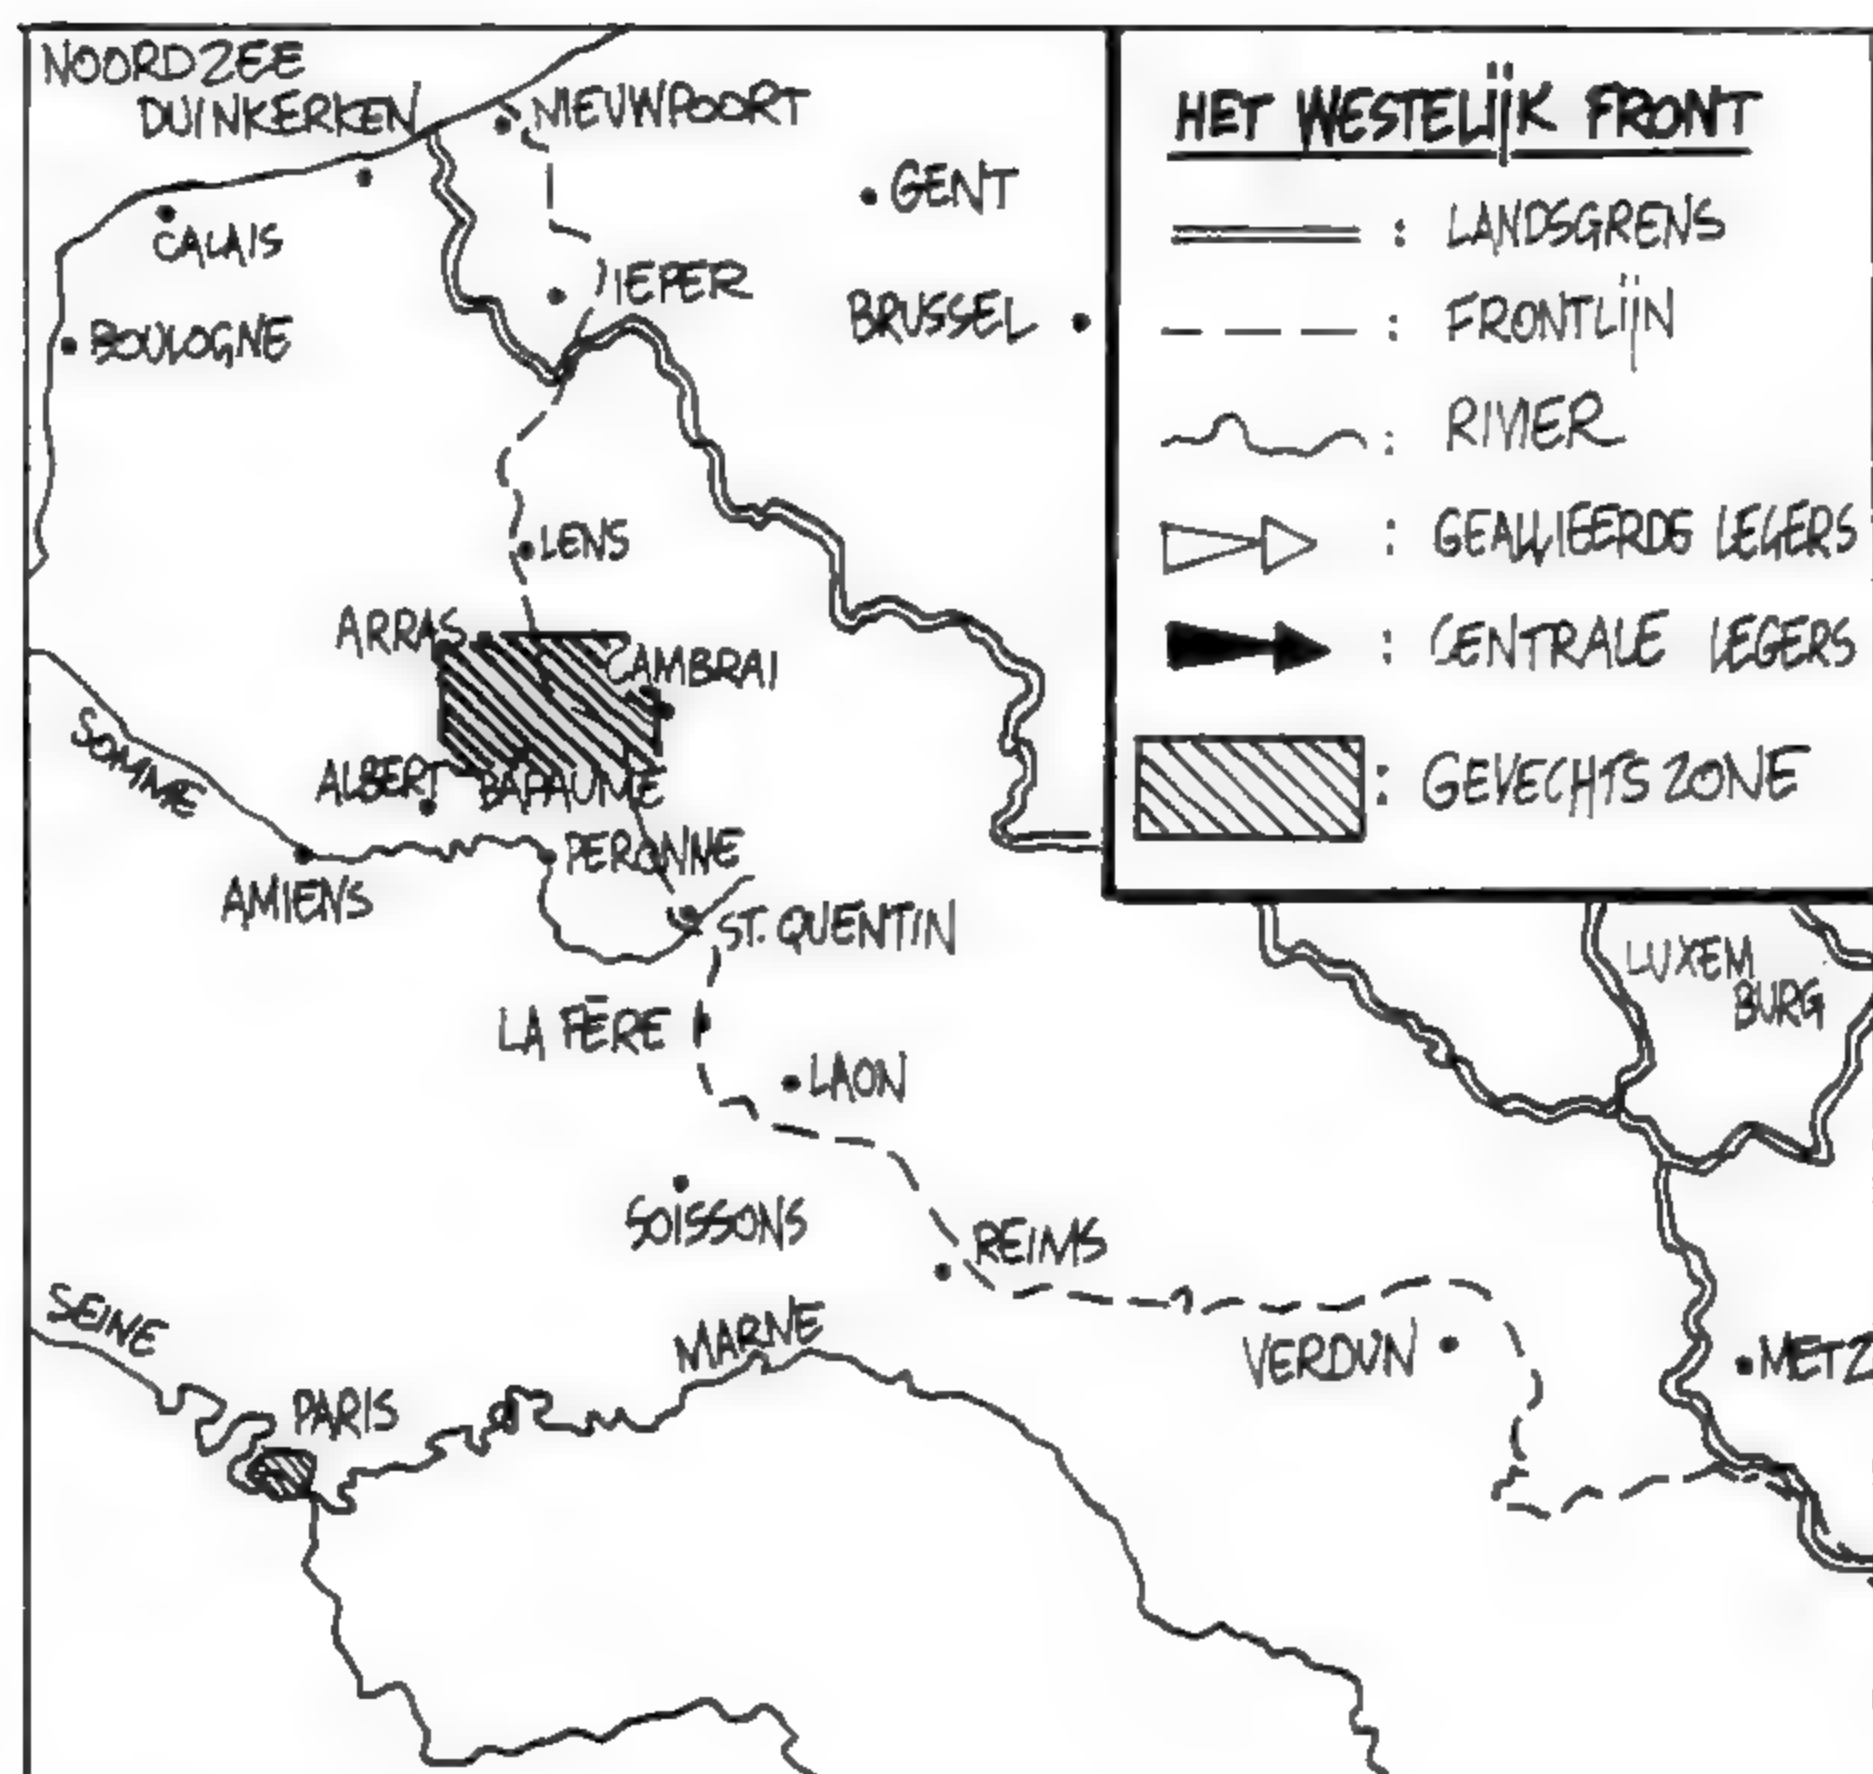 NOORDZEE
DUINKERKEN
NIEUWPOORT
GENT
CALAIS
IEPER
BRUSSEL
BOULOGNE
LENS
ARRAS
CAMBRAI
SOMME
ALBERT
BAPAUME
PERONNE
AMIENS
ST. QUENTIN
LA FĒRE
LAON
SOISSONS
REIMS
SEINE
MARNE
VERDUN
METZ
PARIS
LUXEM
BURG
HET WESTELIJK FRONT
: LANDSGRENS
: FRONTLIJN
: RIVIER
: GEALLIEERDE LEGERS
: CENTRALE LEGERS
: GEVECHTSZONE